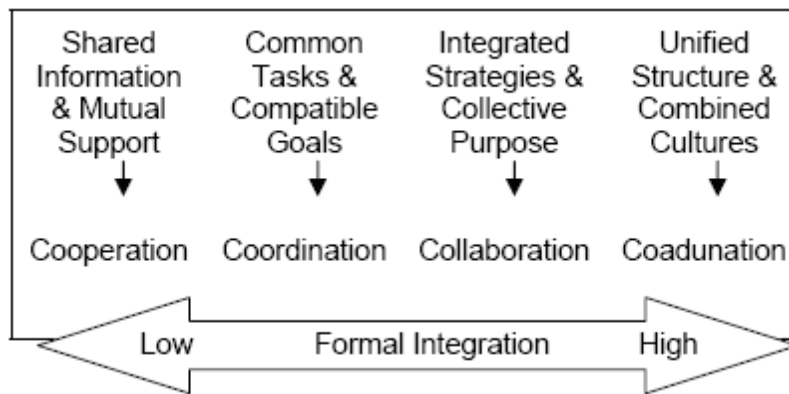 Shared
Information
& Mutual
Support
Common
Tasks &
Compatible
Goals
Integrated
Strategies &
Collective
Purpose
Unified
Structure &
Combined
Cultures
Cooperation
Coordination
Collaboration
Coadunation
Low
Formal Integration
High